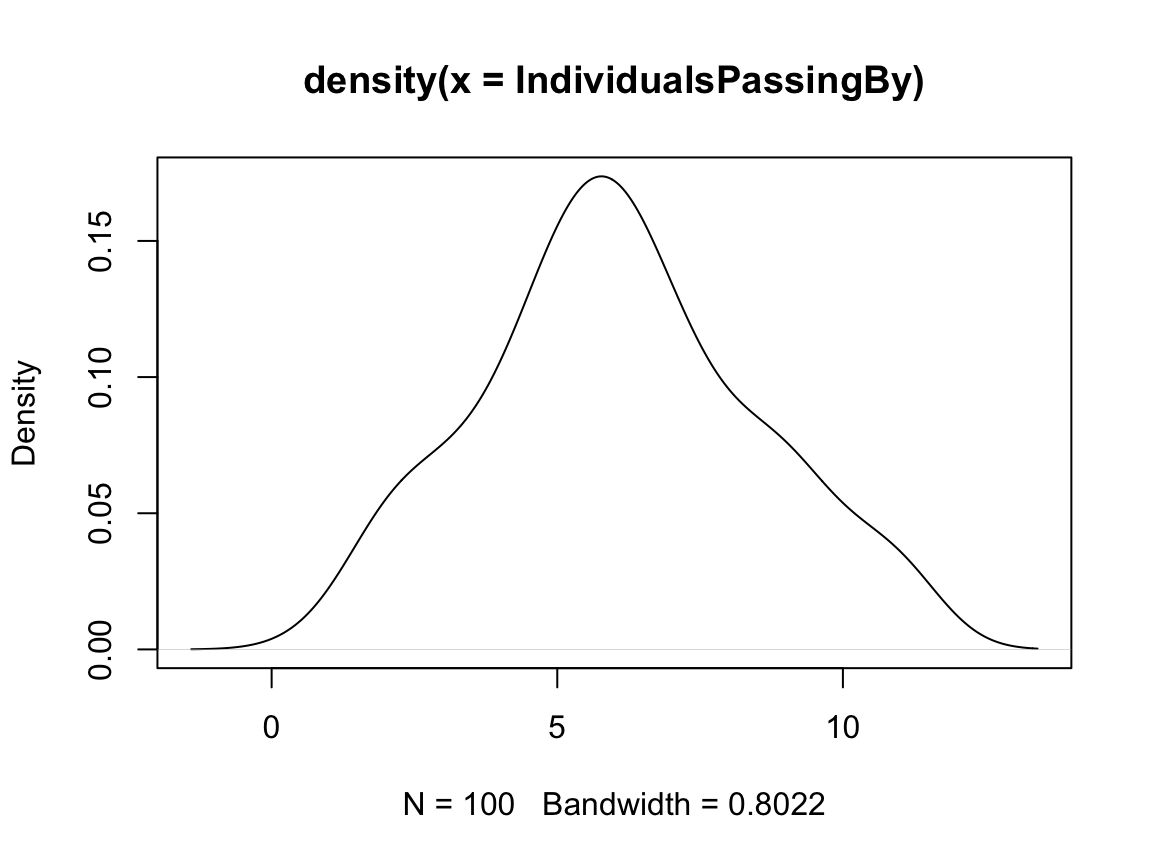 density(x = IndividualsPassingBy)
Density
0.15
0.10
0.05
0.00
0 5 10
N = 100 Bandwidth = 0.8022